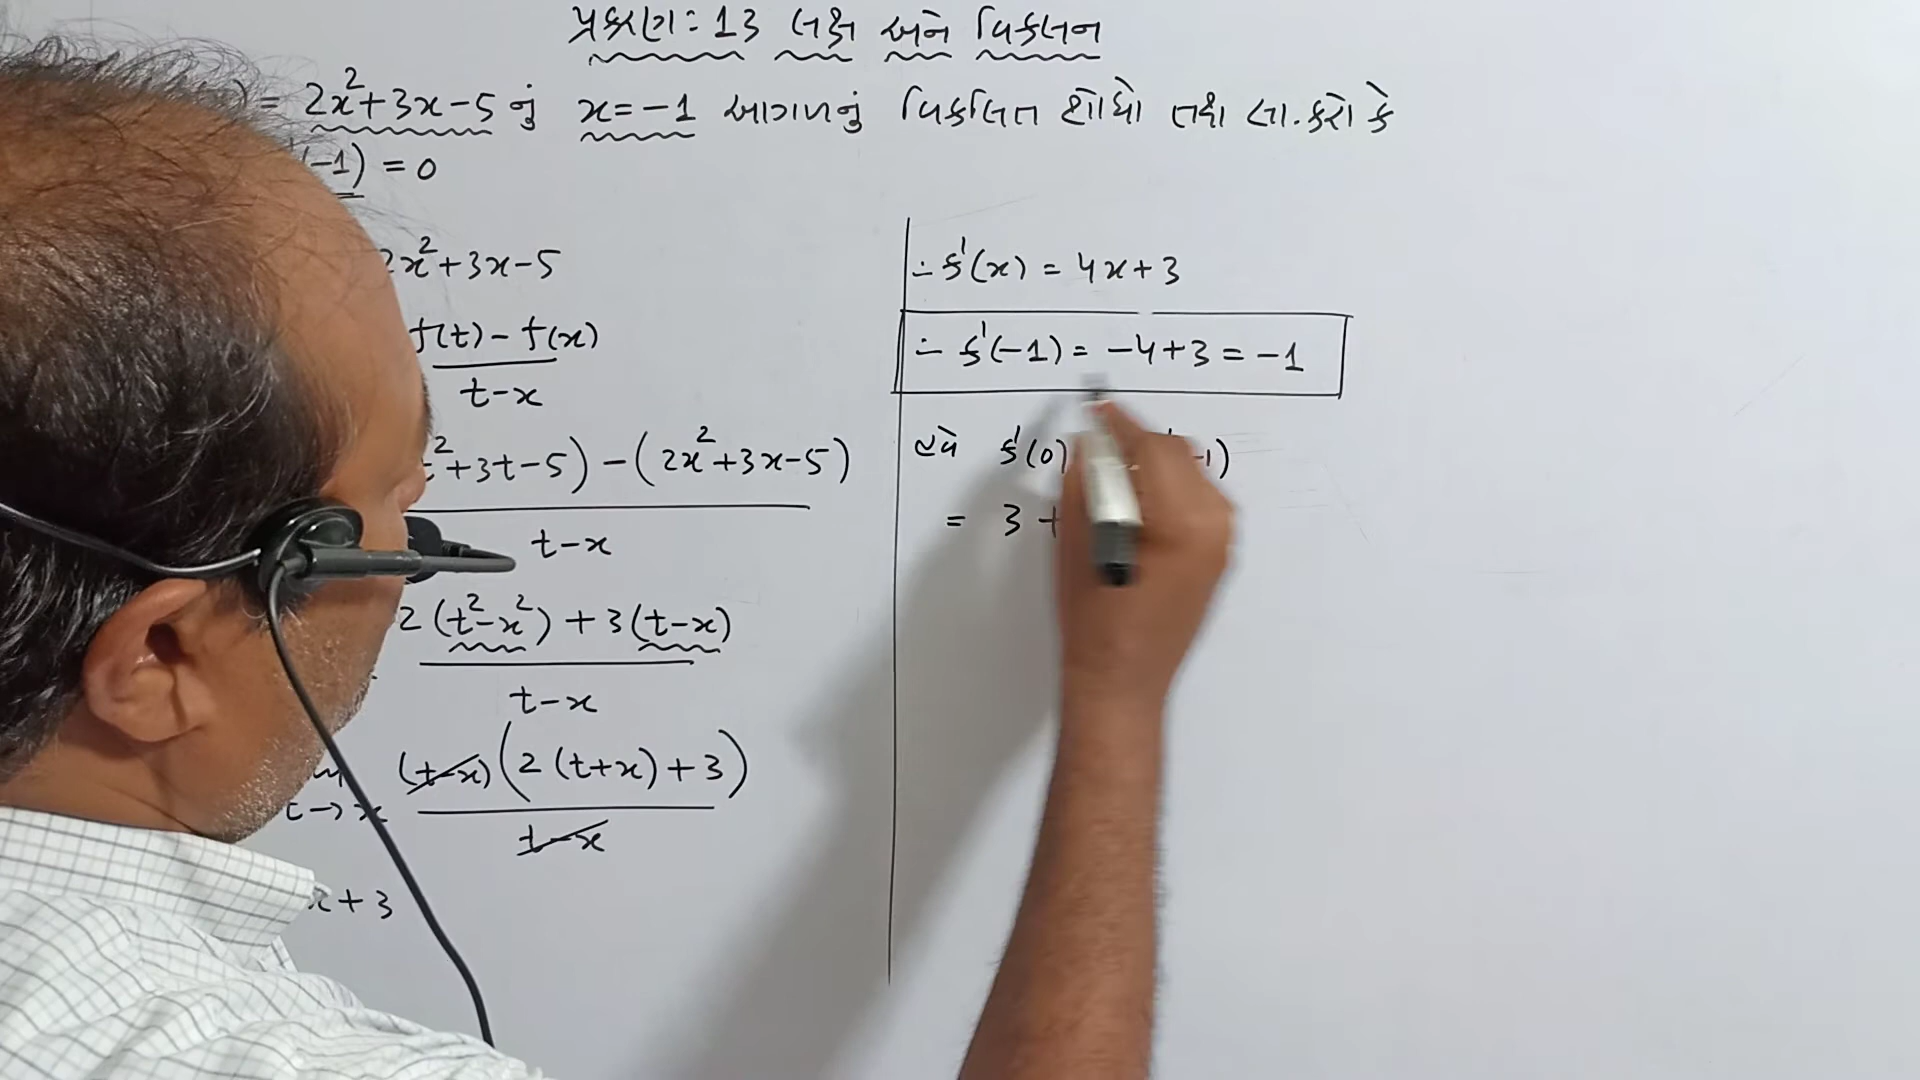 પ્રકરણ : 13 લક્ષ અને વિકલન
= 2x²+3x-5 નું x=-1 આગળનું વિકલિત શોધો તથા સા.કરો કે
(-1) = 0
2x²+3x-5
f(t)-f(x)
t-x
t²+3t-5)-(2x²+3x-5)
t-x
2(t²-x²)+3(t-x)
t-x
t→x (t-x)(2(t+x)+3)
t-x
x+3
∴ f'(x) = 4x+3
∴ f'(-1) = -4+3 = -1
હવે f'(0) -1)
= 3 +